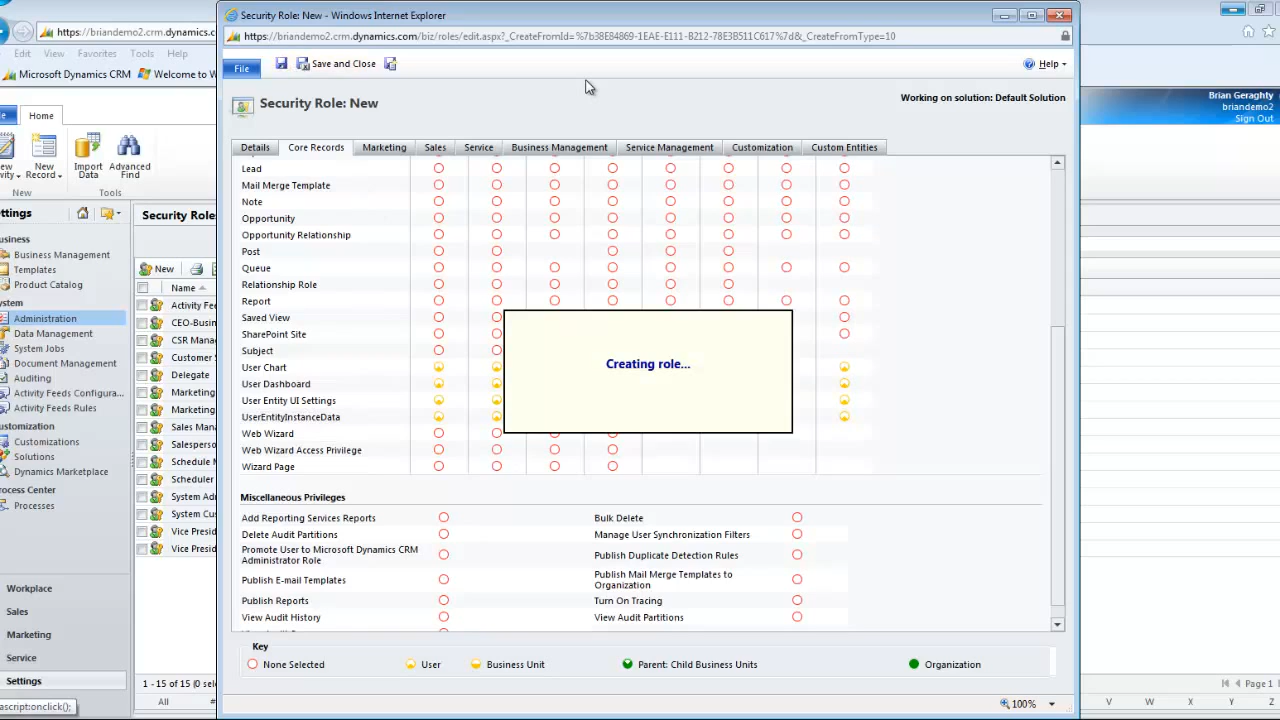 Security Role: New - Windows Internet Explorer
https://briandemo2.crm.dynamics.com/biz/roles/edit.aspx?_CreateFromId=%7b38E84869-1EAE-E111-B212-78E3B511C617%7d&_CreateFromType=10
https://briandemo2.crm.dynamics.co
Edit View Favorites Tools Help
Microsoft Dynamics CRM Welcome to W
File Save and Close Help
Security Role: New
Working on solution: Default Solution
Brian Geraghty
briandemo2
Sign Out
Home
New Record
Import Data
Advanced Find
New Tools
Details Core Records Marketing Sales Service Business Management Service Management Customization Custom Entities
Business Management
Templates
Product Catalog
Administration
Data Management
System Jobs
Document Management
Auditing
Activity Feeds Configura...
Activity Feeds Rules
Customizations
Solutions
Dynamics Marketplace
Processes
Workplace
Sales
Marketing
Service
Settings
ascript:onclick();
Security Role
New
Name
Activity Fee
CEO-Busin
CSR Manag
Customer S
Delegate
Marketing
Marketing
Sales Mana
Salesperso
Schedule M
Scheduler
System Adm
System Cus
Vice Presid
Vice Presid
1 - 15 of 15 (0 sele
All #
Lead
Mail Merge Template
Note
Opportunity
Opportunity Relationship
Post
Queue
Relationship Role
Report
Saved View
SharePoint Site
Subject
User Chart
User Dashboard
User Entity UI Settings
UserEntityInstanceData
Web Wizard
Web Wizard Access Privilege
Wizard Page
Creating role...
Miscellaneous Privileges
Add Reporting Services Reports Bulk Delete
Delete Audit Partitions Manage User Synchronization Filters
Promote User to Microsoft Dynamics CRM Administrator Role Publish Duplicate Detection Rules
Publish E-mail Templates Publish Mail Merge Templates to Organization
Publish Reports Turn On Tracing
View Audit History View Audit Partitions
Key
None Selected User Business Unit Parent: Child Business Units Organization
100%
Page 1
V W X Y Z